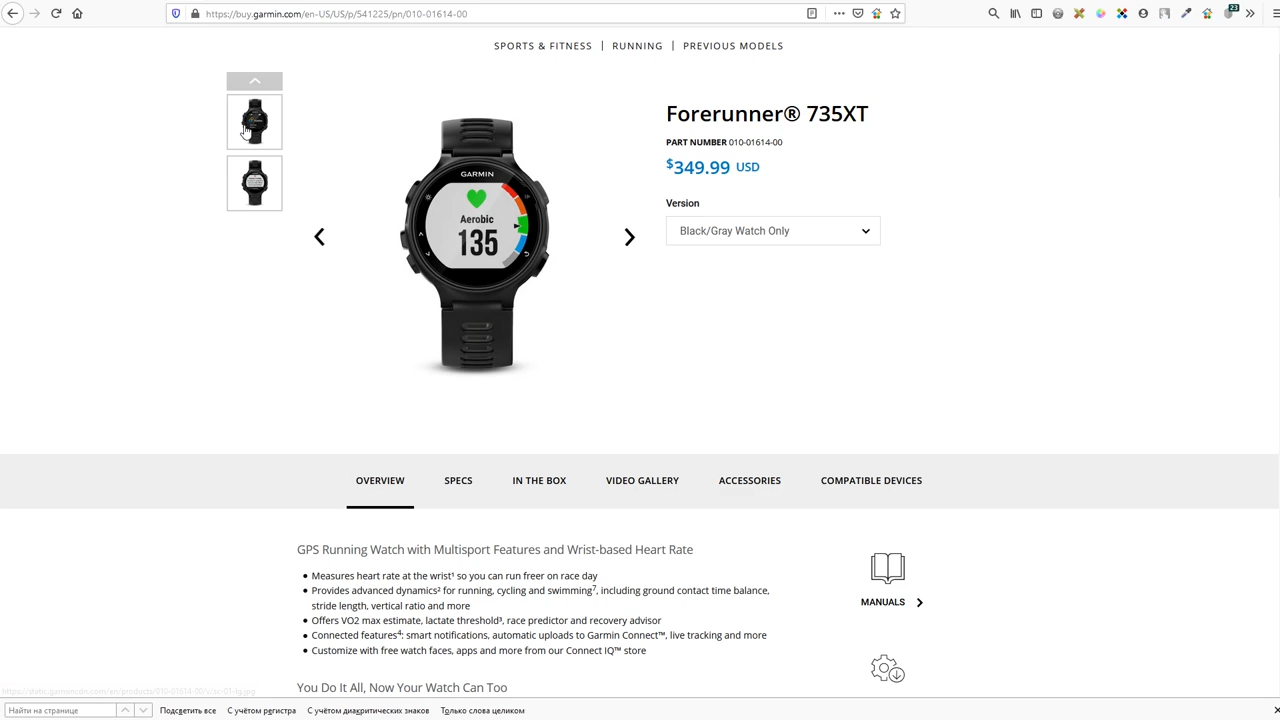 https://buy.garmin.com/en-US/US/p/541225/pn/010-01614-00
23
SPORTS & FITNESS | RUNNING | PREVIOUS MODELS
Forerunner® 735XT
PART NUMBER 010-01614-00
$349.99 USD
Version
Black/Gray Watch Only
GARMIN
Aerobic
135
OVERVIEW
SPECS
IN THE BOX
VIDEO GALLERY
ACCESSORIES
COMPATIBLE DEVICES
GPS Running Watch with Multisport Features and Wrist-based Heart Rate
• Measures heart rate at the wrist¹ so you can run freer on race day
• Provides advanced dynamics² for running, cycling and swimming⁷, including ground contact time balance,
stride length, vertical ratio and more
• Offers VO2 max estimate, lactate threshold³, race predictor and recovery advisor
• Connected features⁴: smart notifications, automatic uploads to Garmin Connect™, live tracking and more
• Customize with free watch faces, apps and more from our Connect IQ™ store
MANUALS
You Do It All, Now Your Watch Can Too
Найти на странице
Подсветить все
С учётом регистра
С учётом диакритических знаков
Только слова целиком